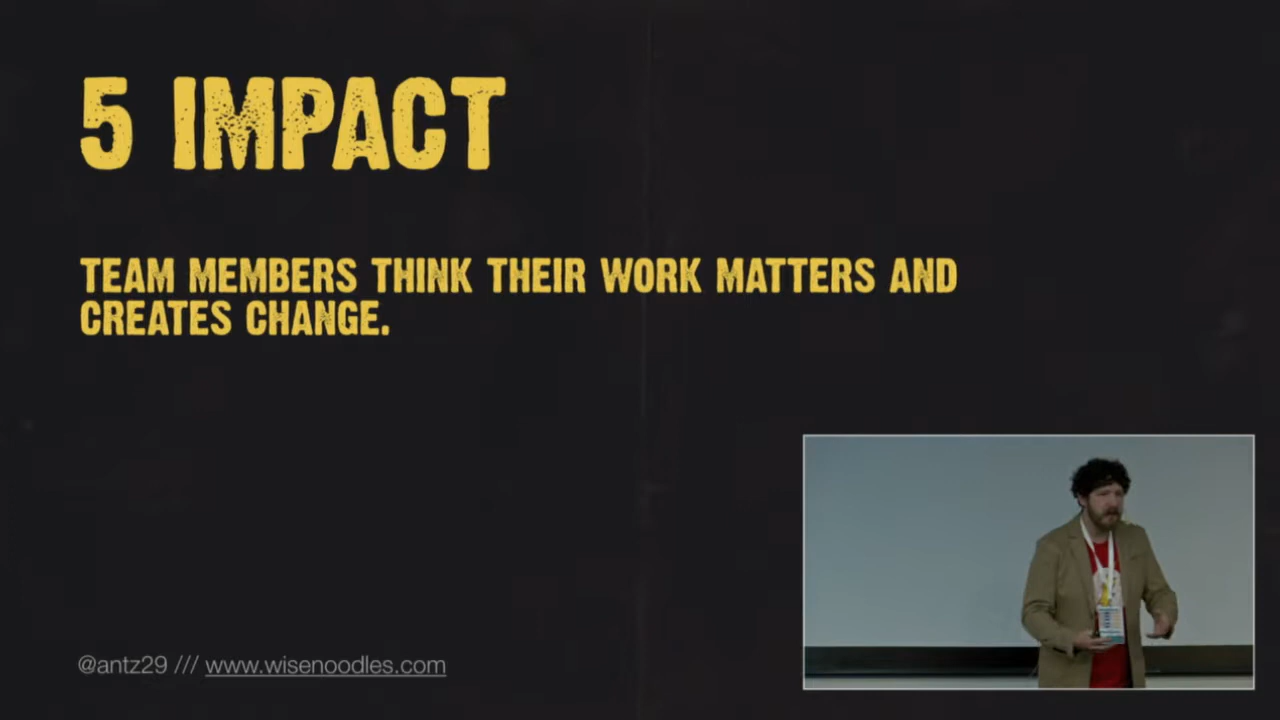 5 IMPACT
TEAM MEMBERS THINK THEIR WORK MATTERS AND
CREATES CHANGE.
@antz29 /// www.wisenoodles.com